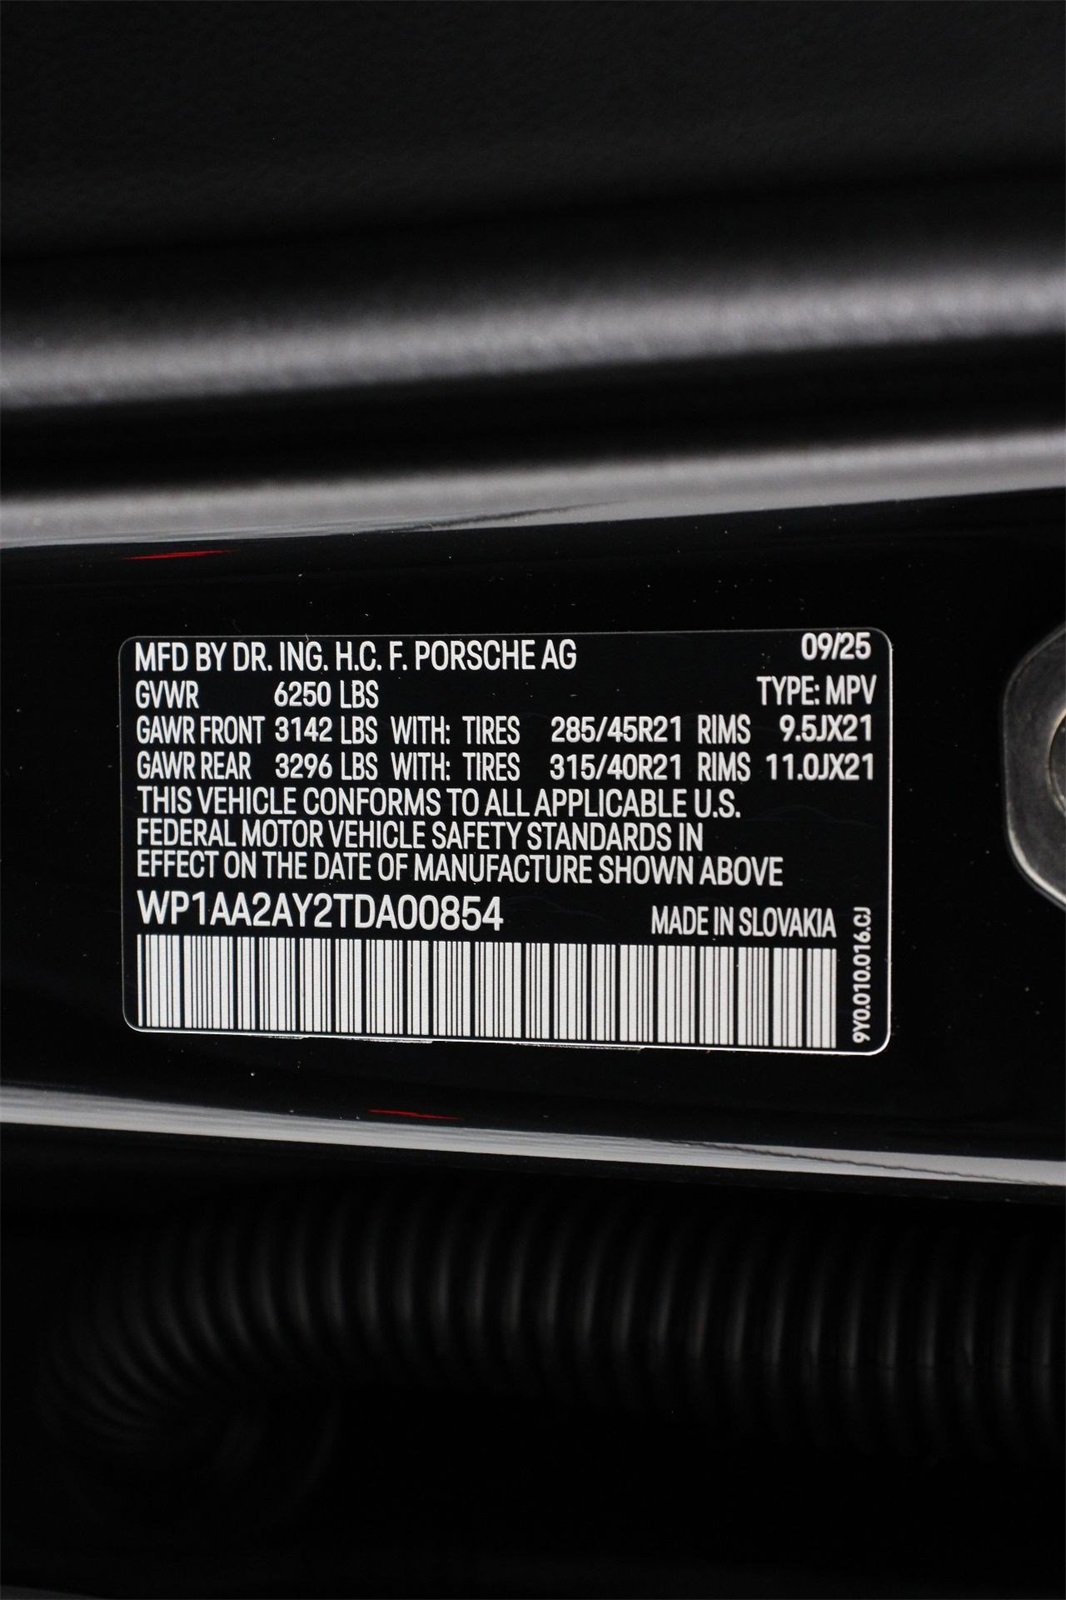 MFD BY DR. ING. H.C. F. PORSCHE AG 09/25
GVWR 6250 LBS TYPE: MPV
GAWR FRONT 3142 LBS WITH: TIRES 285/45R21 RIMS 9.5JX21
GAWR REAR 3296 LBS WITH: TIRES 315/40R21 RIMS 11.0JX21
THIS VEHICLE CONFORMS TO ALL APPLICABLE U.S.
FEDERAL MOTOR VEHICLE SAFETY STANDARDS IN
EFFECT ON THE DATE OF MANUFACTURE SHOWN ABOVE
WP1AA2AY2TDA00854 MADE IN SLOVAKIA
9Y0.010.016.CJ